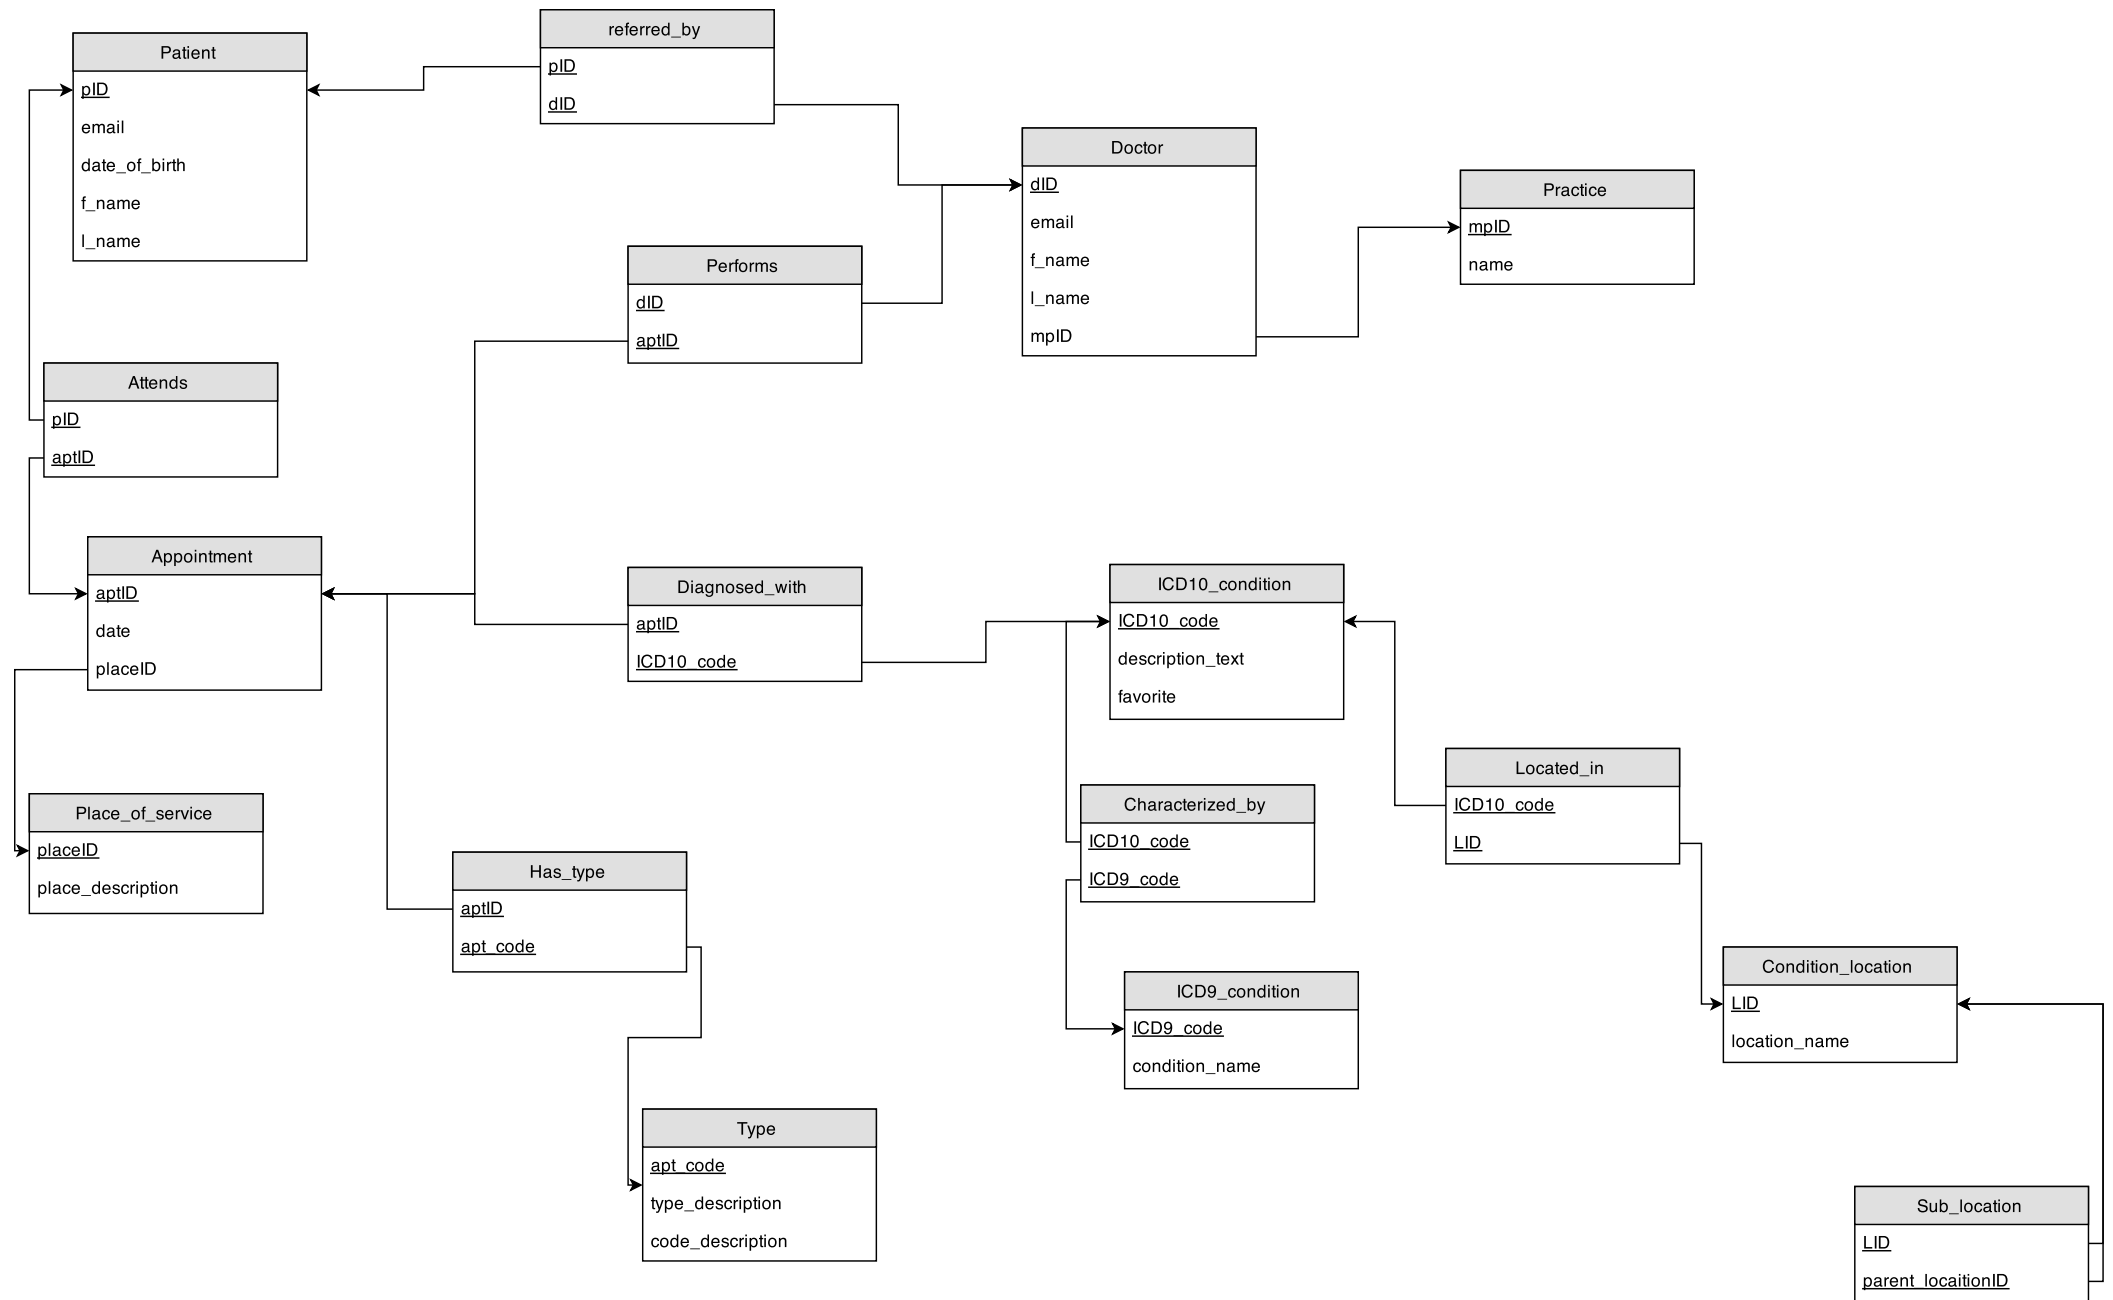 Patient
pID
email
date_of_birth
f_name
l_name
referred_by
pID
dID
Doctor
dID
email
f_name
l_name
mpID
Practice
mpID
name
Performs
dID
aptID
Attends
pID
aptID
Appointment
aptID
date
placeID
Diagnosed_with
aptID
ICD10_code
ICD10_condition
ICD10_code
description_text
favorite
Located_in
ICD10_code
LID
Place_of_service
placeID
place_description
Has_type
aptID
apt_code
Characterized_by
ICD10_code
ICD9_code
ICD9_condition
ICD9_code
condition_name
Condition_location
LID
location_name
Type
apt_code
type_description
code_description
Sub_location
LID
parent_locaitionID